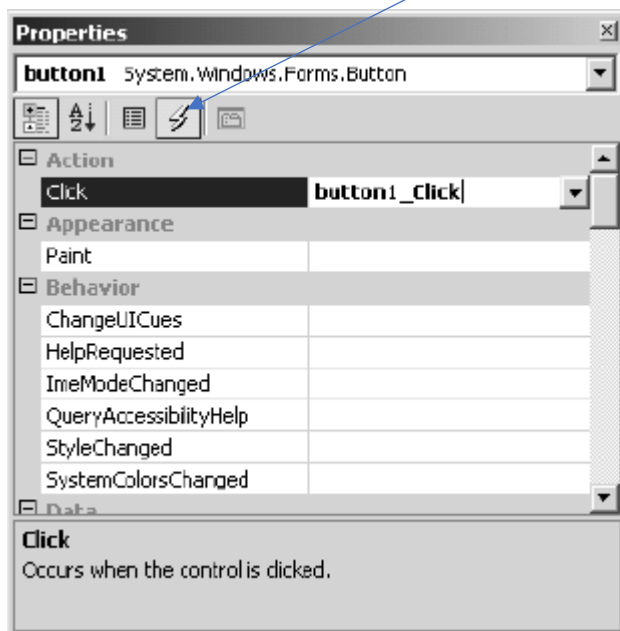 Properties
button1 System.Windows.Forms.Button
Action
Click button1_Click
Appearance
Paint
Behavior
ChangeUICues
HelpRequested
ImeModeChanged
QueryAccessibilityHelp
StyleChanged
SystemColorsChanged
Data
Click
Occurs when the control is clicked.